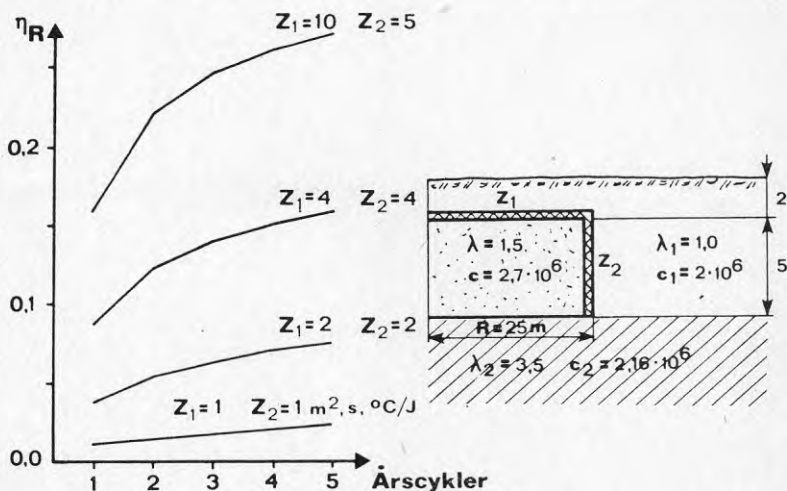 ηR
Z1=10 Z2=5
0,2
Z1=4 Z2=4
0,1
Z1=2 Z2=2
Z1=1 Z2=1 m², s, °C/J
0,0
1 2 3 4 5 Årscykler
Z1
2
λ=1,5
c=2,7·10⁶
Z2
λ1=1,0
c1=2·10⁶
5
R=25m
λ2=3,5 c2=2,16·10⁶